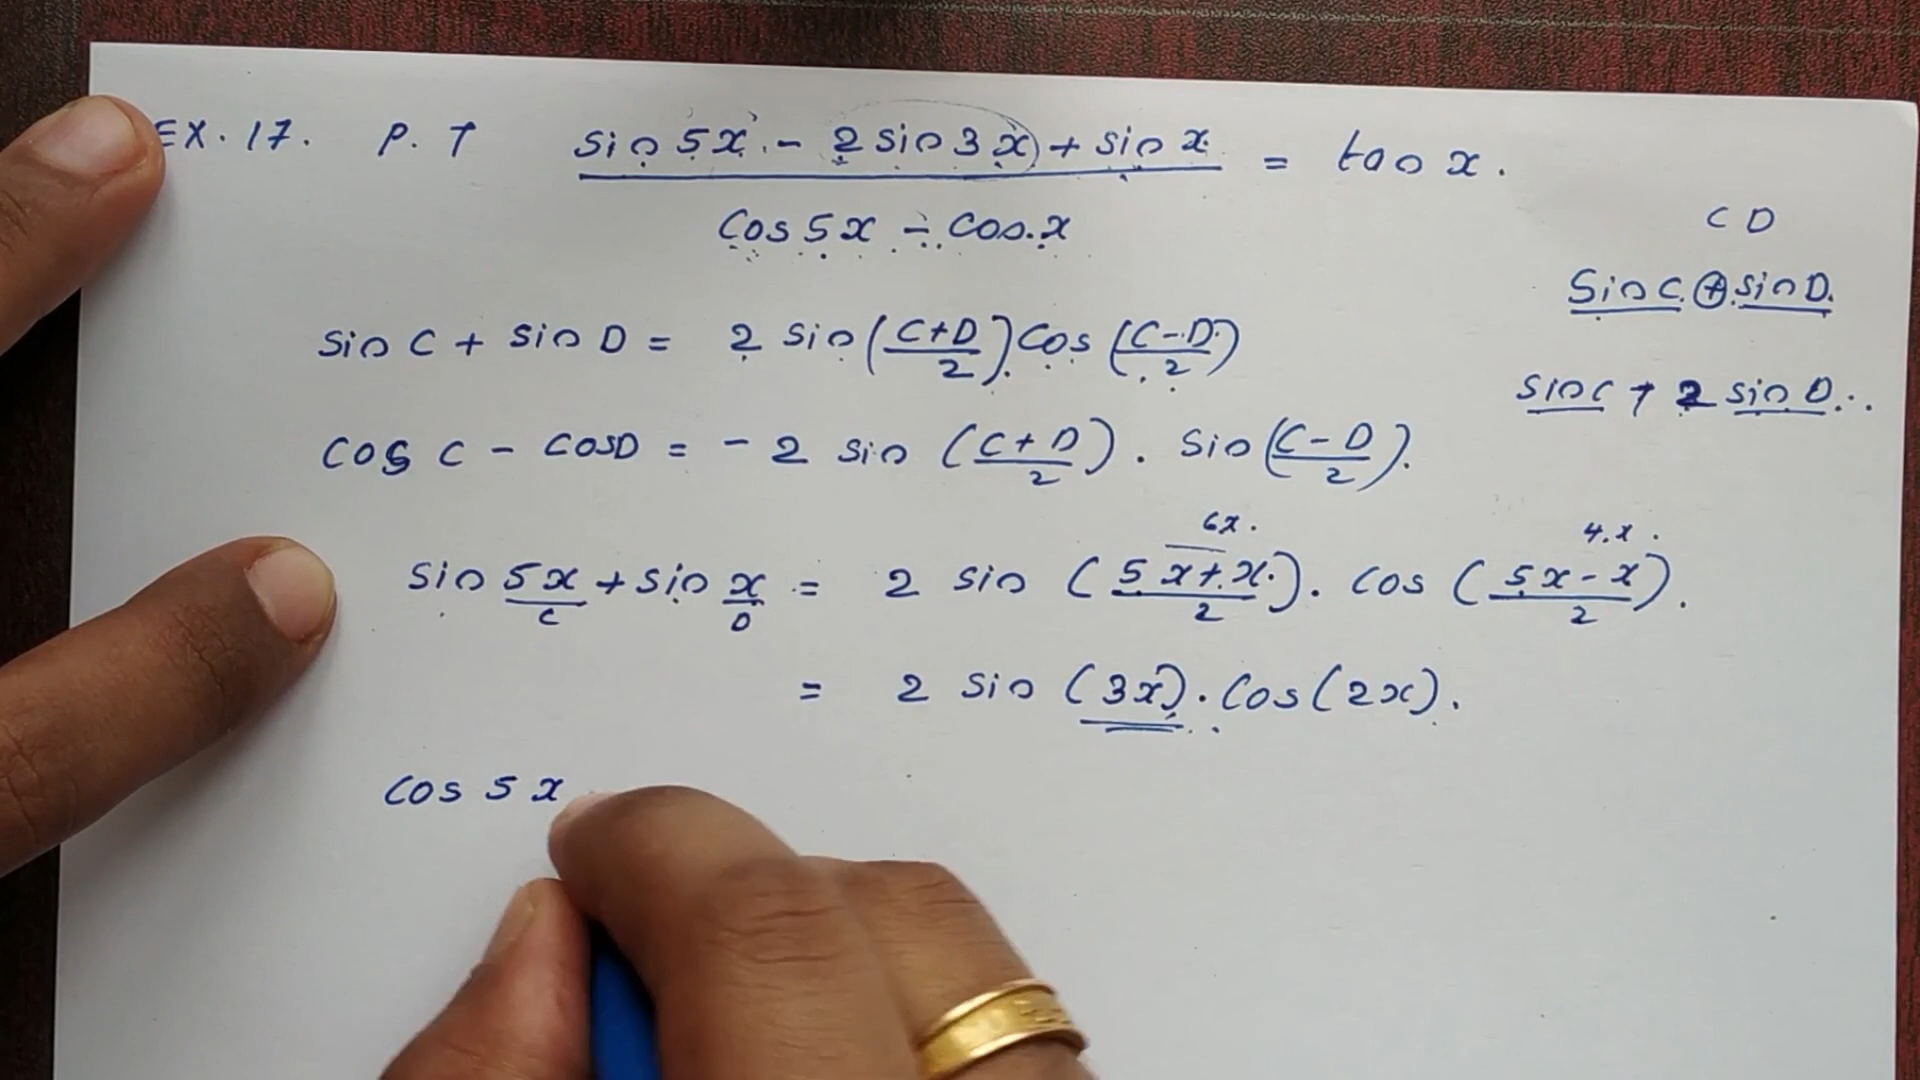 EX. 17. P. T sin 5x - 2 sin 3x + sin x = tan x.
cos 5x - cos x
C D
sin C + sin D.
sin C + sin D = 2 sin (C+D/2) cos (C-D/2)
sin C + 2 sin D..
cos C - cos D = - 2 sin (C+D/2) . sin (C-D/2).
6x. 4.x.
sin 5x + sin x = 2 sin (5x+x/2). cos (5x-x/2).
C D
= 2 sin (3x). cos (2x).
cos 5x